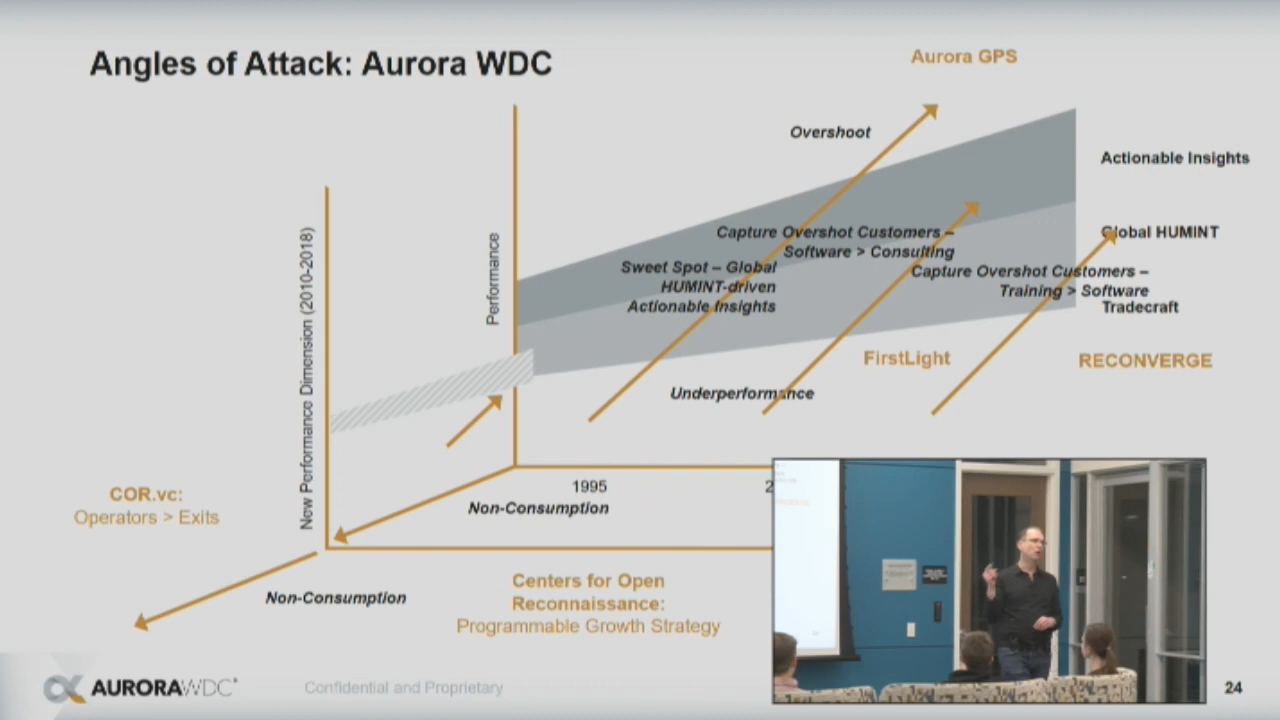 Angles of Attack: Aurora WDC
Aurora GPS
Overshoot
Actionable Insights
Capture Overshot Customers –
Software > Consulting
Global HUMINT
Sweet Spot – Global
HUMINT-driven
Actionable Insights
Capture Overshot Customers –
Training > Software
Tradecraft
Performance
New Performance Dimension (2010-2018)
FirstLight
RECONVERGE
Underperformance
1995
2
Non-Consumption
COR.vc:
Operators > Exits
Non-Consumption
Centers for Open
Reconnaissance:
Programmable Growth Strategy
AURORAWDC®
Confidential and Proprietary
24